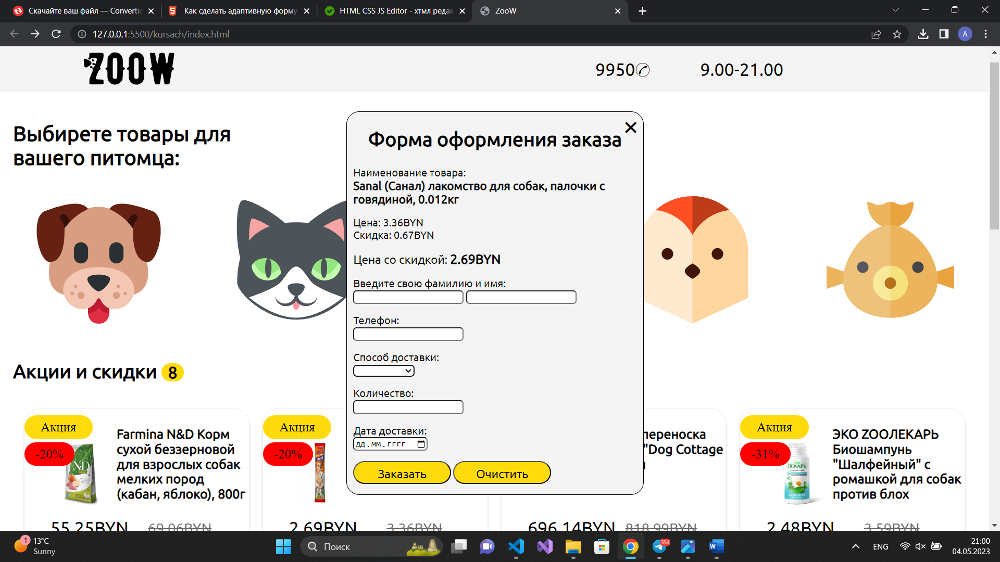 Скачайте ваш файл — Convertio
Как сделать адаптивную форму
HTML CSS JS Editor - хтмл редак
ZooW
127.0.0.1:5500/kursach/index.html
A
ZOOW
9950✆
9.00-21.00
Выбирете товары для
вашего питомца:
Форма оформления заказа
Наименование товара:
Sanal (Санал) лакомство для собак, палочки с
говядиной, 0.012кг
Цена: 3.36BYN
Скидка: 0.67BYN
Цена со скидкой: 2.69BYN
Введите свою фамилию и имя:
Телефон:
Способ доставки:
Количество:
Дата доставки:
дд.мм.гггг
Заказать
Очистить
Акции и скидки 8
Акция
-20%
Farmina N&D Корм
сухой беззерновой
для взрослых собак
мелких пород
(кабан, яблоко), 800г
55.25BYN
69.06BYN
Акция
-20%
2.69BYN
3.36BYN
переноска
"Dog Cottage
696.14BYN
818.99BYN
Акция
-31%
ЭКО ZООЛЕКАРЬ
Биошампунь
"Шалфейный" с
ромашкой для собак
против блох
2.48BYN
3.59BYN
1
13°C
Sunny
Поиск
354
ENG
21:00
04.05.2023